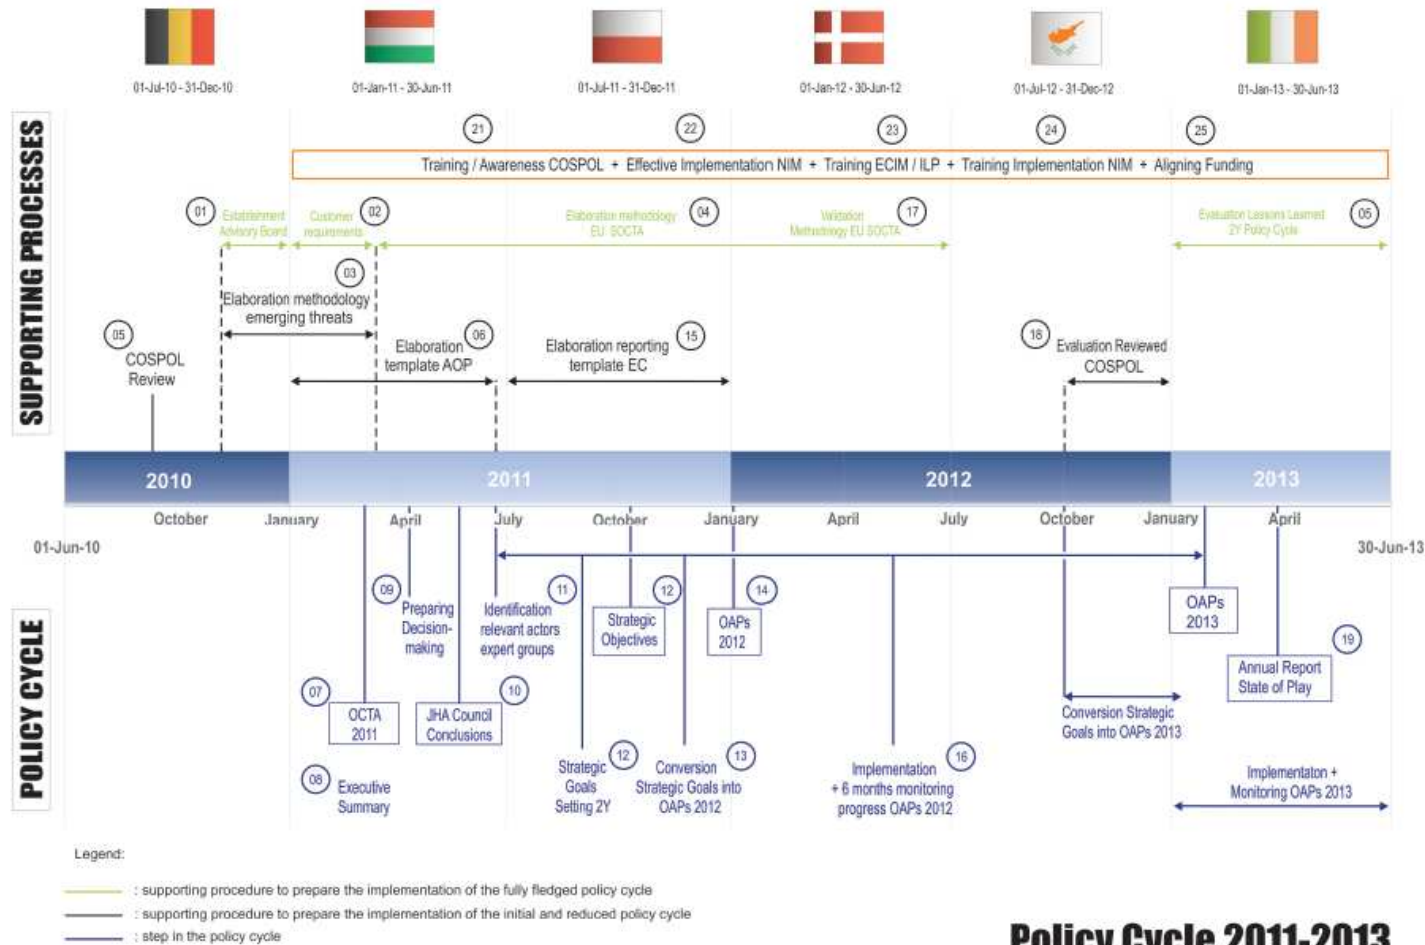 01-Jul-10 - 31-Dec-10
01-Jan-11 - 30-Jun-11
01-Jul-11 - 31-Dec-11
01-Jan-12 - 30-Jun-12
01-Jul-12 - 31-Dec-12
01-Jan-13 - 30-Jun-13
SUPPORTING PROCESSES
21
22
23
24
25
Training / Awareness COSPOL + Effective Implementation NIM + Training ECIM / ILP + Training Implementation NIM + Aligning Funding
01
Establishment
Advisory Board
Customer
requirements
02
Elaboration methodology
EU SOCTA
04
Validation
Methodology EU SOCTA
17
Evaluation Lessons Learned
2Y Policy Cycle
05
03
Elaboration methodology
emerging threats
05
COSPOL
Review
Elaboration
template AOP
06
Elaboration reporting
template EC
15
18
Evaluation Reviewed
COSPOL
2010
2011
2012
2013
October
January
April
July
October
January
April
July
October
January
April
01-Jun-10
30-Jun-13
POLICY CYCLE
09
Preparing
Decision-
making
Identification
relevant actors
expert groups
11
Strategic
Objectives
12
OAPs
2012
14
OAPs
2013
Annual Report
State of Play
19
07
OCTA
2011
JHA Council
Conclusions
10
Conversion Strategic
Goals into OAPs 2013
08
Executive
Summary
Strategic
Goals
Setting 2Y
12
Conversion
Strategic Goals into
OAPs 2012
13
Implementation
+ 6 months monitoring
progress OAPs 2012
16
Implementaton +
Monitoring OAPs 2013
Legend:
: supporting procedure to prepare the implementation of the fully fledged policy cycle
: supporting procedure to prepare the implementation of the initial and reduced policy cycle
: step in the policy cycle
Policy Cycle 2011-2013